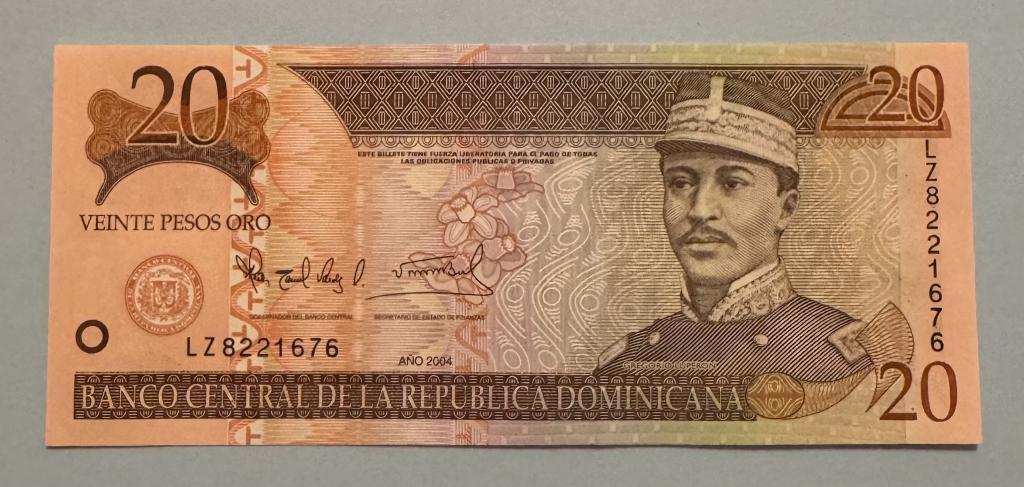 20
20
ESTE BILLETE TIENE FUERZA LIBERATORIA PARA EL PAGO DE TODAS
LAS OBLIGACIONES PUBLICAS O PRIVADAS
LZ8221676
VEINTE PESOS ORO
BANCO CENTRAL
GOBERNADOR DEL BANCO CENTRAL
SECRETARIO DE ESTADO DE FINANZAS
LZ8221676
AÑO 2004
GREGORIO LUPERON
BANCO CENTRAL DE LA REPUBLICA DOMINICANA
20